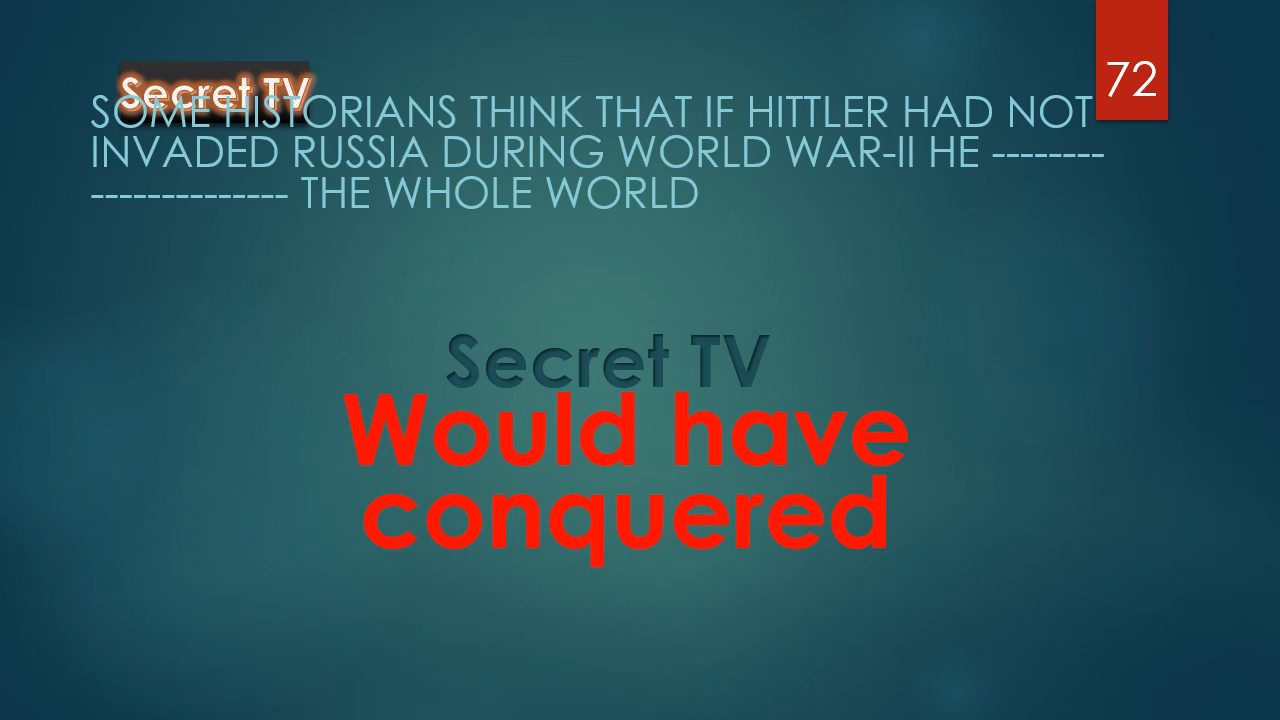 72
Secret TV
SOME HISTORIANS THINK THAT IF HITTLER HAD NOT
INVADED RUSSIA DURING WORLD WAR-II HE --------
-------------- THE WHOLE WORLD
Secret TV
Would have
conquered